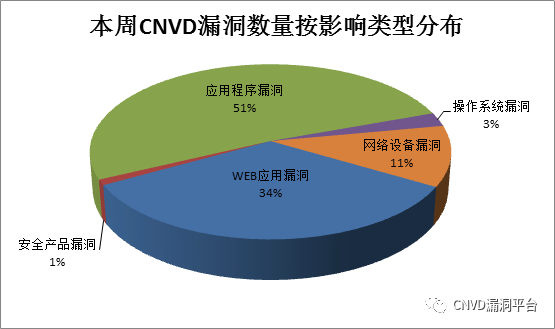 本周CNVD漏洞数量按影响类型分布
应用程序漏洞
51%
操作系统漏洞
3%
网络设备漏洞
11%
WEB应用漏洞
34%
安全产品漏洞
1%
CNVD漏洞平台